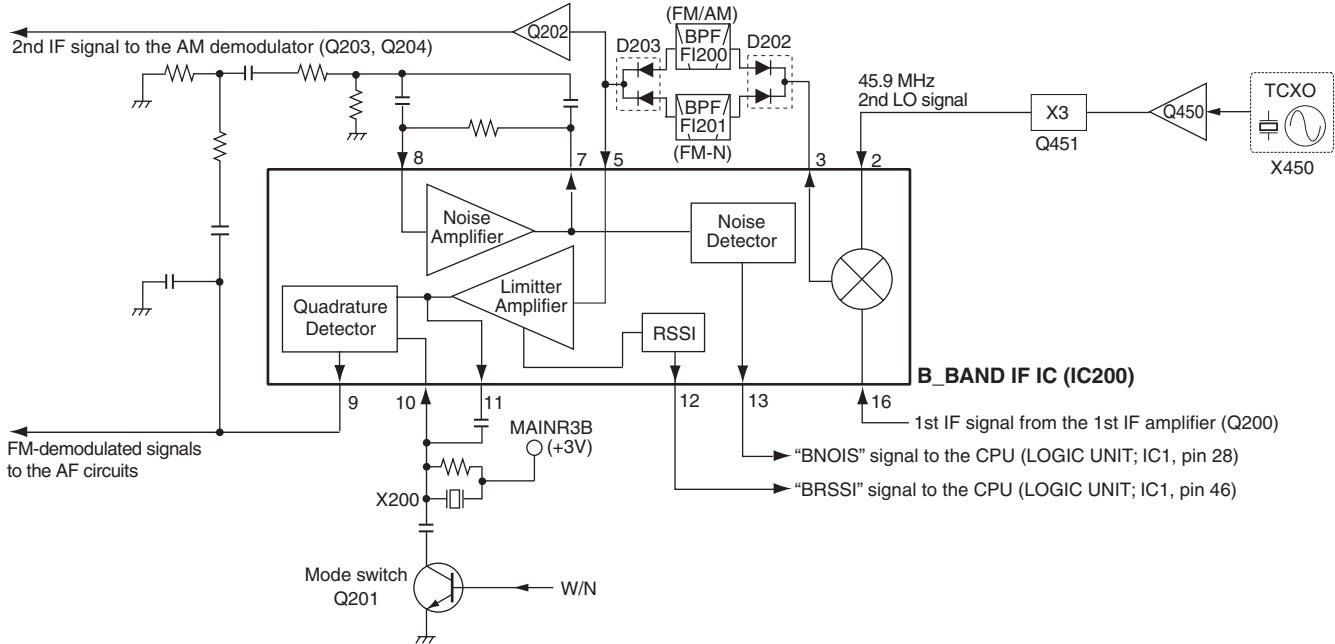 2nd IF signal to the AM demodulator (Q203, Q204)
Q202
(FM/AM)
BPF
FI200
D203
D202
BPF
FI201
(FM-N)
45.9 MHz
2nd LO signal
X3
Q451
Q450
TCXO
X450
8
7
5
3
2
Noise
Amplifier
Noise
Detector
Limitter
Amplifier
Quadrature
Detector
RSSI
B_BAND IF IC (IC200)
9
10
11
12
13
16
1st IF signal from the 1st IF amplifier (Q200)
FM-demodulated signals
to the AF circuits
MAINR3B
(+3V)
"BNOIS" signal to the CPU (LOGIC UNIT; IC1, pin 28)
"BRSSI" signal to the CPU (LOGIC UNIT; IC1, pin 46)
X200
Mode switch
Q201
W/N